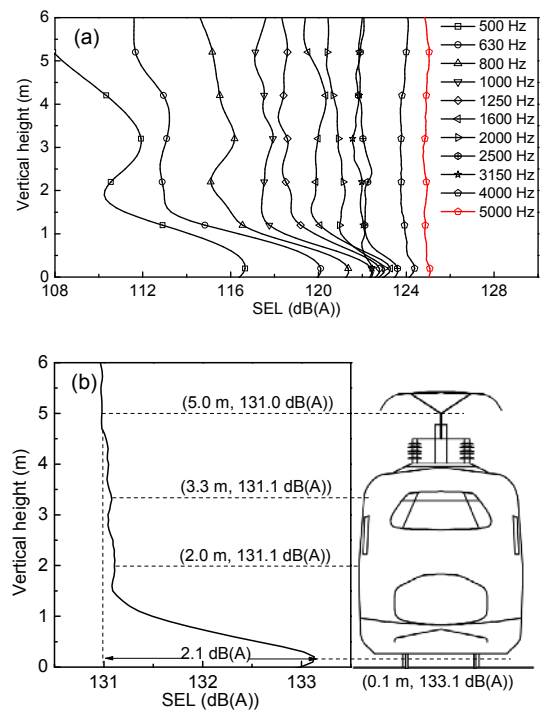 (a)
6
5
4
3
2
1
0
Vertical height (m)
108
112
116
120
124
128
SEL (dB(A))
500 Hz
630 Hz
800 Hz
1000 Hz
1250 Hz
1600 Hz
2000 Hz
2500 Hz
3150 Hz
4000 Hz
5000 Hz
(b)
6
5
4
3
2
1
0
Vertical height (m)
(5.0 m, 131.0 dB(A))
(3.3 m, 131.1 dB(A))
(2.0 m, 131.1 dB(A))
2.1 dB(A)
(0.1 m, 133.1 dB(A))
131
132
133
SEL (dB(A))